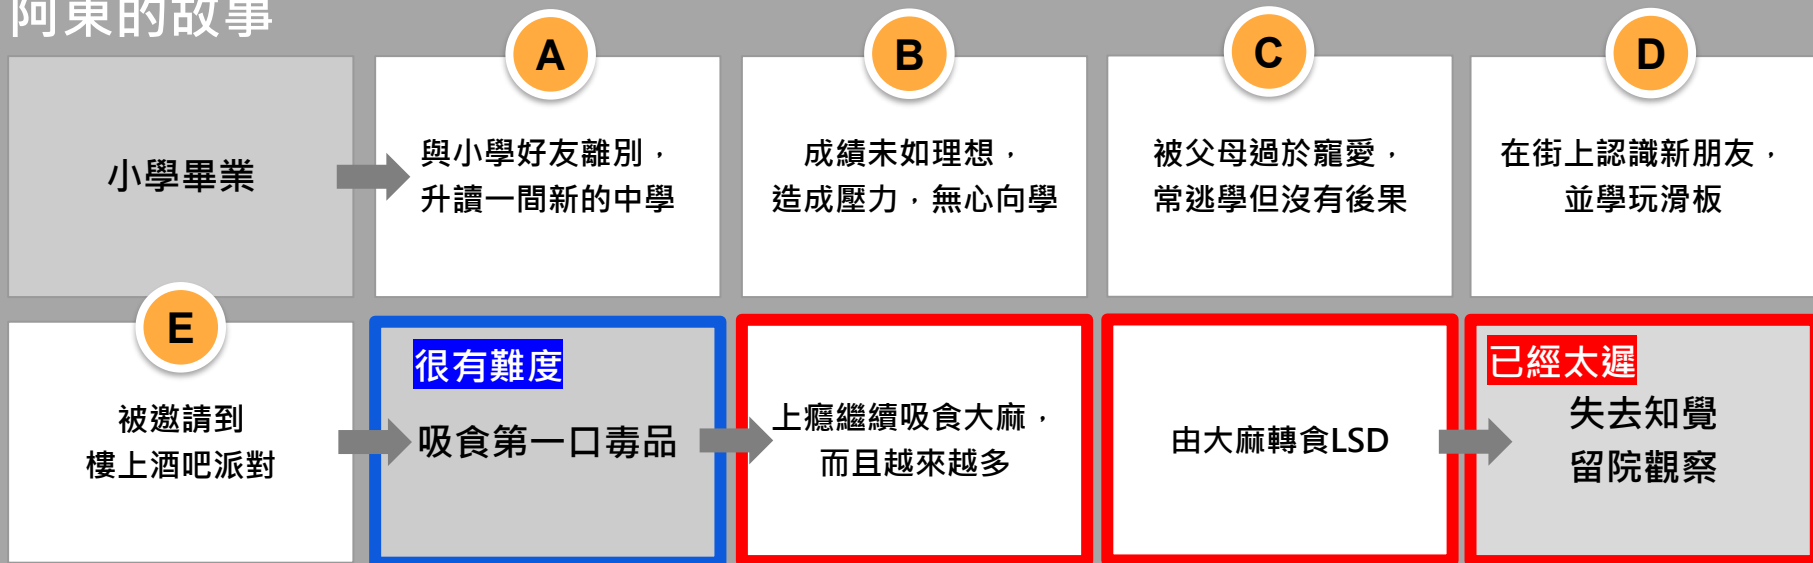 阿東的故事
A
B
C
D
小學畢業
與小學好友離別，
升讀一間新的中學
成績未如理想，
造成壓力，無心向學
被父母過於寵愛，
常逃學但沒有後果
在街上認識新朋友，
並學玩滑板
E
被邀請到
樓上酒吧派對
很有難度
吸食第一口毒品
上癮繼續吸食大麻，
而且越來越多
由大麻轉食LSD
已經太遲
失去知覺
留院觀察